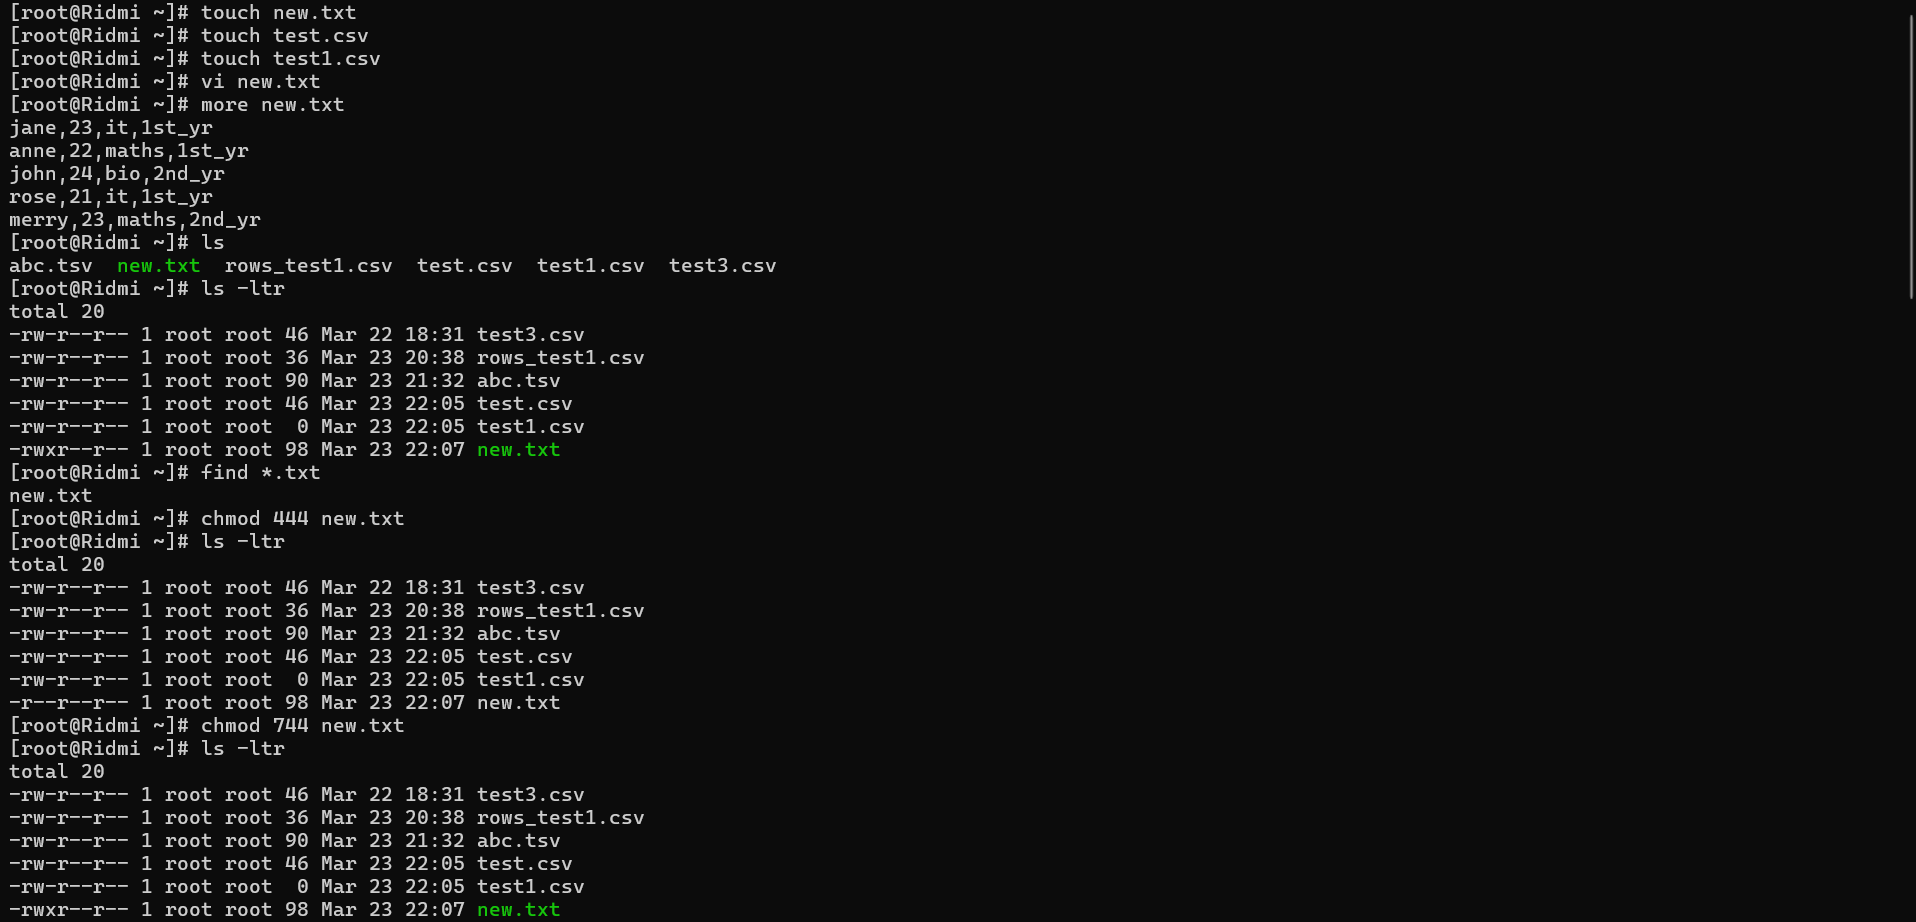 [root@Ridmi ~]# touch new.txt
[root@Ridmi ~]# touch test.csv
[root@Ridmi ~]# touch test1.csv
[root@Ridmi ~]# vi new.txt
[root@Ridmi ~]# more new.txt
jane,23,it,1st_yr
anne,22,maths,1st_yr
john,24,bio,2nd_yr
rose,21,it,1st_yr
merry,23,maths,2nd_yr
[root@Ridmi ~]# ls
abc.tsv  new.txt  rows_test1.csv  test.csv  test1.csv  test3.csv
[root@Ridmi ~]# ls -ltr
total 20
-rw-r--r-- 1 root root 46 Mar 22 18:31 test3.csv
-rw-r--r-- 1 root root 36 Mar 23 20:38 rows_test1.csv
-rw-r--r-- 1 root root 90 Mar 23 21:32 abc.tsv
-rw-r--r-- 1 root root 46 Mar 23 22:05 test.csv
-rw-r--r-- 1 root root  0 Mar 23 22:05 test1.csv
-rwxr--r-- 1 root root 98 Mar 23 22:07 new.txt
[root@Ridmi ~]# find *.txt
new.txt
[root@Ridmi ~]# chmod 444 new.txt
[root@Ridmi ~]# ls -ltr
total 20
-rw-r--r-- 1 root root 46 Mar 22 18:31 test3.csv
-rw-r--r-- 1 root root 36 Mar 23 20:38 rows_test1.csv
-rw-r--r-- 1 root root 90 Mar 23 21:32 abc.tsv
-rw-r--r-- 1 root root 46 Mar 23 22:05 test.csv
-rw-r--r-- 1 root root  0 Mar 23 22:05 test1.csv
-r--r--r-- 1 root root 98 Mar 23 22:07 new.txt
[root@Ridmi ~]# chmod 744 new.txt
[root@Ridmi ~]# ls -ltr
total 20
-rw-r--r-- 1 root root 46 Mar 22 18:31 test3.csv
-rw-r--r-- 1 root root 36 Mar 23 20:38 rows_test1.csv
-rw-r--r-- 1 root root 90 Mar 23 21:32 abc.tsv
-rw-r--r-- 1 root root 46 Mar 23 22:05 test.csv
-rw-r--r-- 1 root root  0 Mar 23 22:05 test1.csv
-rwxr--r-- 1 root root 98 Mar 23 22:07 new.txt